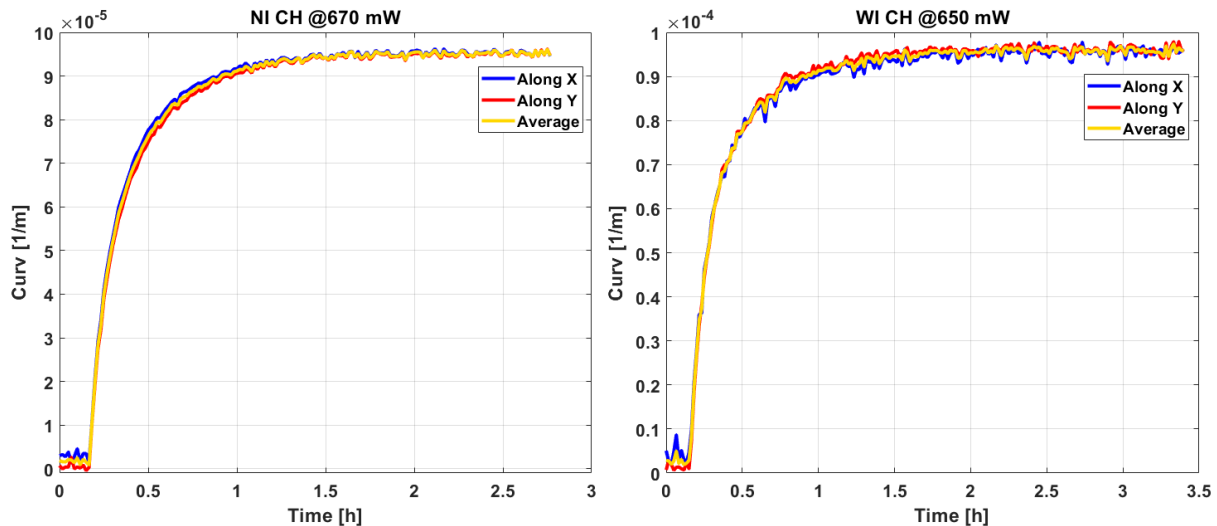 NI CH @670 mW
×10⁻⁵
10
9
8
7
6
5
4
3
2
1
0
Curv [1/m]
0 0.5 1 1.5 2 2.5 3
Time [h]
Along X
Along Y
Average
WI CH @650 mW
×10⁻⁴
1
0.9
0.8
0.7
0.6
0.5
0.4
0.3
0.2
0.1
0
Curv [1/m]
0 0.5 1 1.5 2 2.5 3 3.5
Time [h]
Along X
Along Y
Average